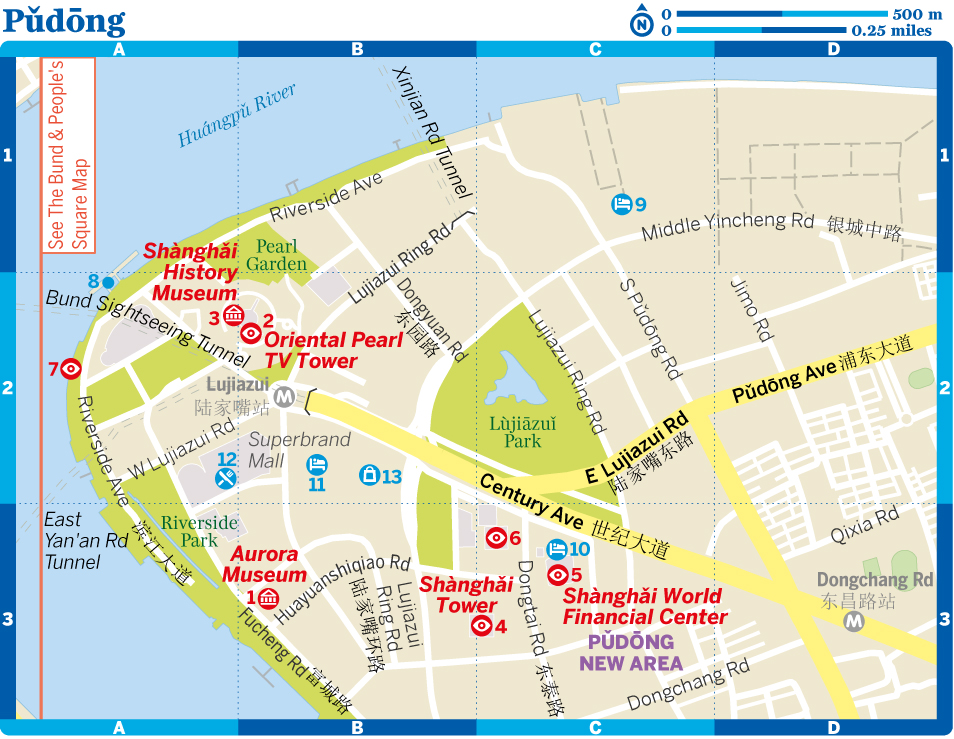 Pǔdōng
N
0
500 m
0
0.25 miles
A
B
C
D
1
1
See The Bund & People's
Square Map
Huángpǔ River
Xinjian Rd Tunnel
Riverside Ave
9
Middle Yincheng Rd 银城中路
Pearl
Garden
Lujiazui Ring Rd
Shànghǎi
History
Museum
8
3
2
Bund Sightseeing Tunnel
Oriental Pearl
TV Tower
Dongyuan Rd
东园路
Lujiazui Ring Rd
S Pǔdōng Rd
Jimo Rd
Pǔdōng Ave 浦东大道
7
2
2
Lujiazui
陆家嘴站
M
Lùjiāzuǐ
Park
E Lujiazui Rd
陆家嘴东路
Riverside Ave
滨江大道
W Lujiazui Rd
Superbrand
Mall
12
11
13
Century Ave 世纪大道
East
Yan'an Rd
Tunnel
Riverside
Park
6
10
5
Qixia Rd
Aurora
Museum
1
Huayuanshiqiao Rd
Lujiazui
Ring Rd
陆家嘴环路
Shànghǎi
Tower
4
Dongtai Rd 东泰路
Shànghǎi World
Financial Center
PǓDŌNG
NEW AREA
Dongchang Rd
东昌路站
M
3
3
Fucheng Rd 富城路
Dongchang Rd
A
B
C
D